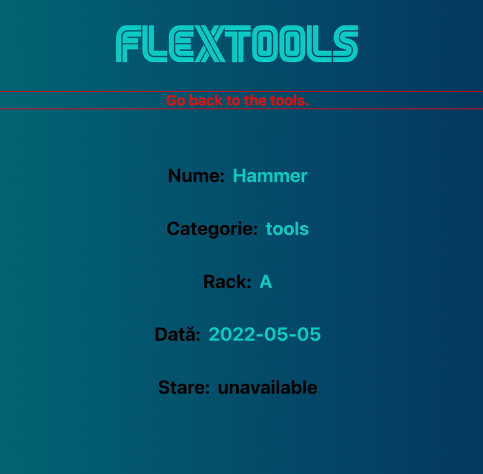 FLEXTOOLS
Go back to the tools.
Nume: Hammer
Categorie: tools
Rack: A
Dată: 2022-05-05
Stare: unavailable